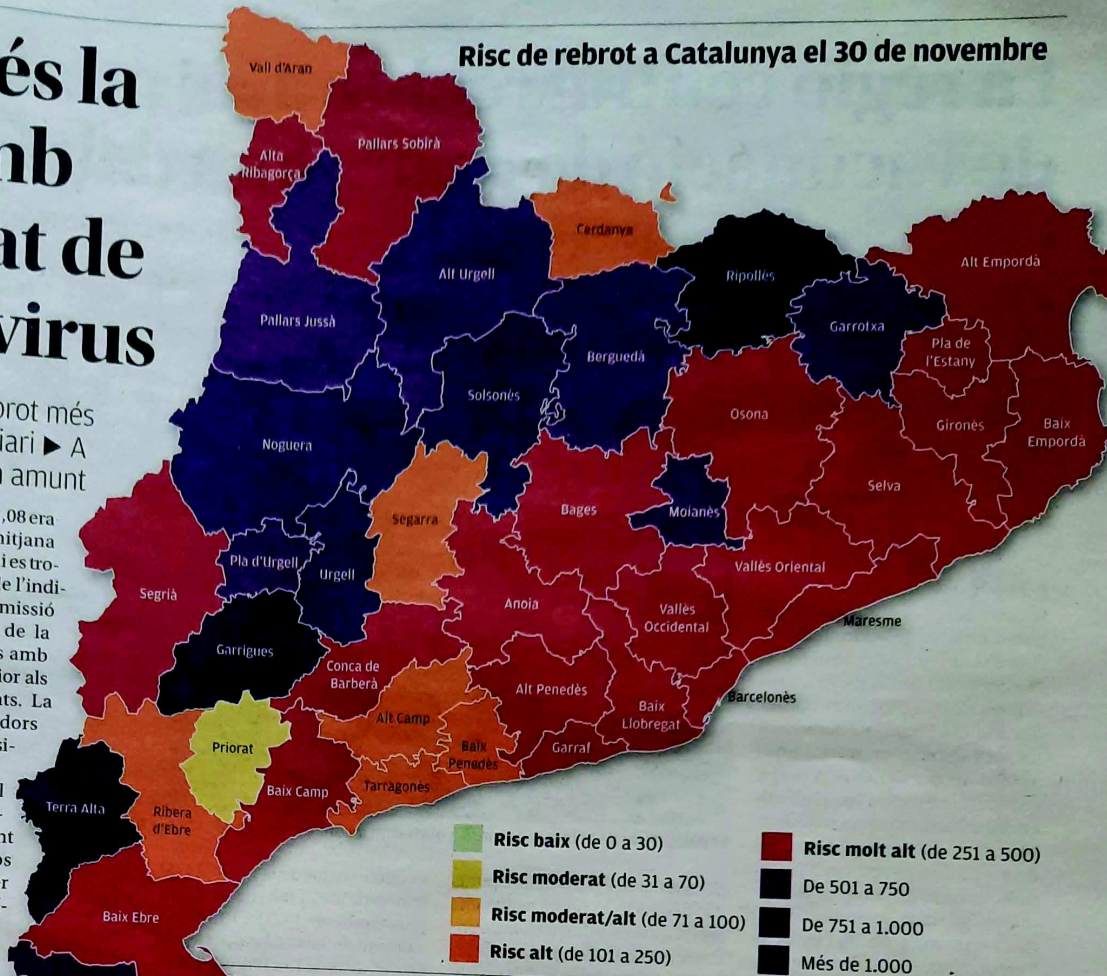 és la
mb
at de
virus
brot més
iari ▶ A
amunt
,08 era
mitjana
i es tro-
de l'indi-
misió
de la
s amb
ior als
ts. La
dors
si-
Risc de rebrot a Catalunya el 30 de novembre
Vall d'Aran
Alta
Ribagorça
Pallars Sobirà
Cerdanya
Ripollès
Alt Empordà
Alt Urgell
Pallars Jussà
Garrotxa
Pla de
l'Estany
Berguedà
Solsonès
Osona
Gironès
Baix
Empordà
Noguera
Selva
Segarra
Bages
Moianès
Pla d'Urgell
Urgell
Vallès Oriental
Segrià
Anoia
Vallès
Occidental
Maresme
Garrigues
Conca de
Barberà
Alt Penedès
Barcelonès
Baix
Llobregat
Alt Camp
Priorat
Baix
Penedès
Garraf
Tarragonès
Baix Camp
Terra Alta
Ribera
d'Ebre
Baix Ebre
Risc baix (de 0 a 30)
Risc moderat (de 31 a 70)
Risc moderat/alt (de 71 a 100)
Risc alt (de 101 a 250)
Risc molt alt (de 251 a 500)
De 501 a 750
De 751 a 1.000
Més de 1.000